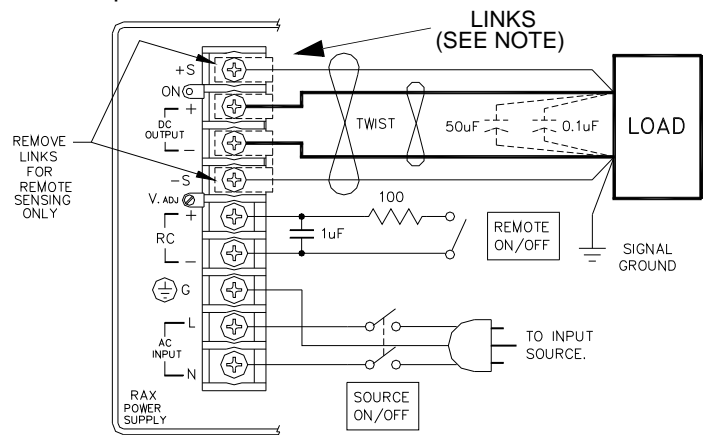 LINKS
(SEE NOTE)
+S
ON
+
DC
OUTPUT
−
−S
V. ADJ
+
RC
−
G
L
AC
INPUT
N
RAX
POWER
SUPPLY
REMOVE
LINKS
FOR
REMOTE
SENSING
ONLY
TWIST
50uF
0.1uF
LOAD
100
1uF
REMOTE
ON/OFF
SIGNAL
GROUND
TO INPUT
SOURCE.
SOURCE
ON/OFF